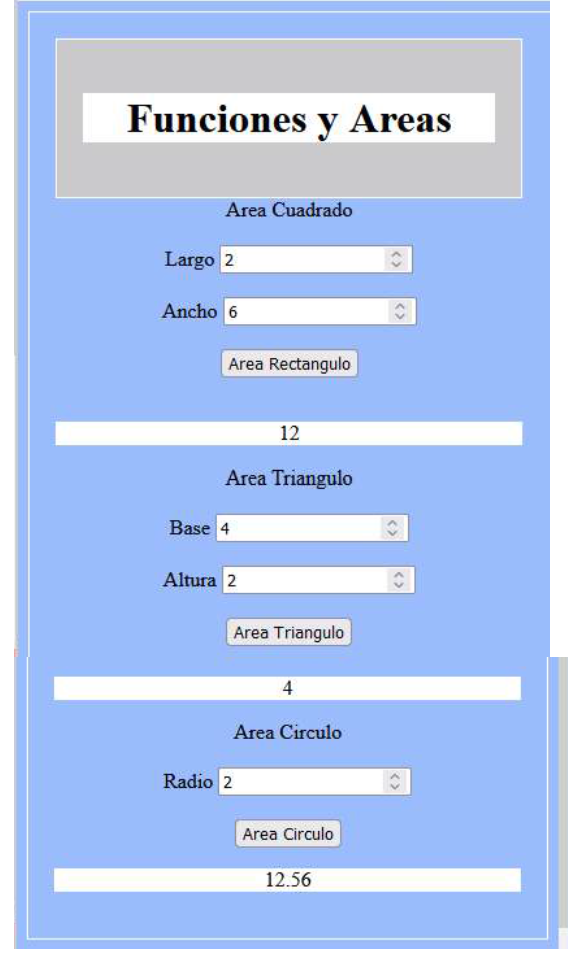 Funciones y Areas
Area Cuadrado
Largo 2
Ancho 6
Area Rectangulo
12
Area Triangulo
Base 4
Altura 2
Area Triangulo
4
Area Circulo
Radio 2
Area Circulo
12.56